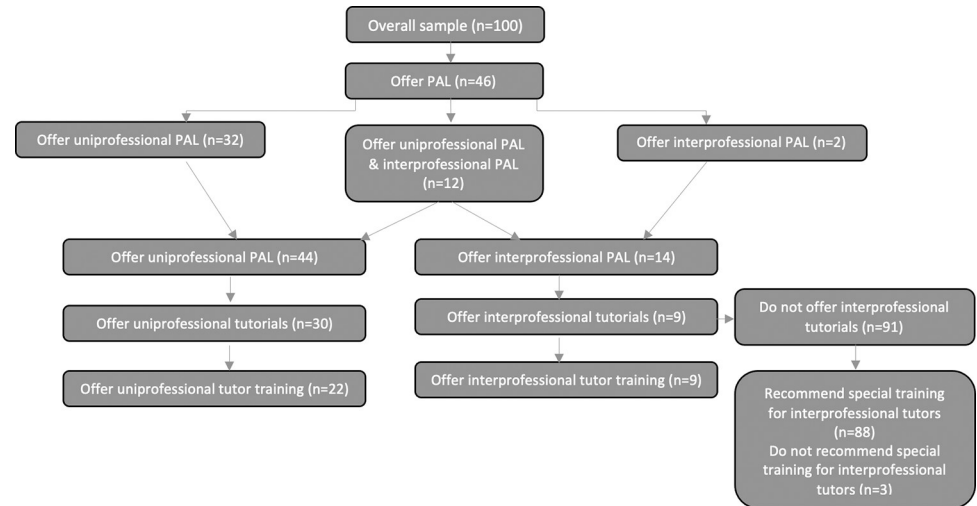 Overall sample (n=100)
Offer PAL (n=46)
Offer uniprofessional PAL (n=32)
Offer uniprofessional PAL
& interprofessional PAL
(n=12)
Offer interprofessional PAL (n=2)
Offer uniprofessional PAL (n=44)
Offer interprofessional PAL (n=14)
Offer uniprofessional tutorials (n=30)
Offer interprofessional tutorials (n=9)
Do not offer interprofessional
tutorials (n=91)
Offer uniprofessional tutor training (n=22)
Offer interprofessional tutor training (n=9)
Recommend special training
for interprofessional tutors
(n=88)
Do not recommend special
training for interprofessional
tutors (n=3)